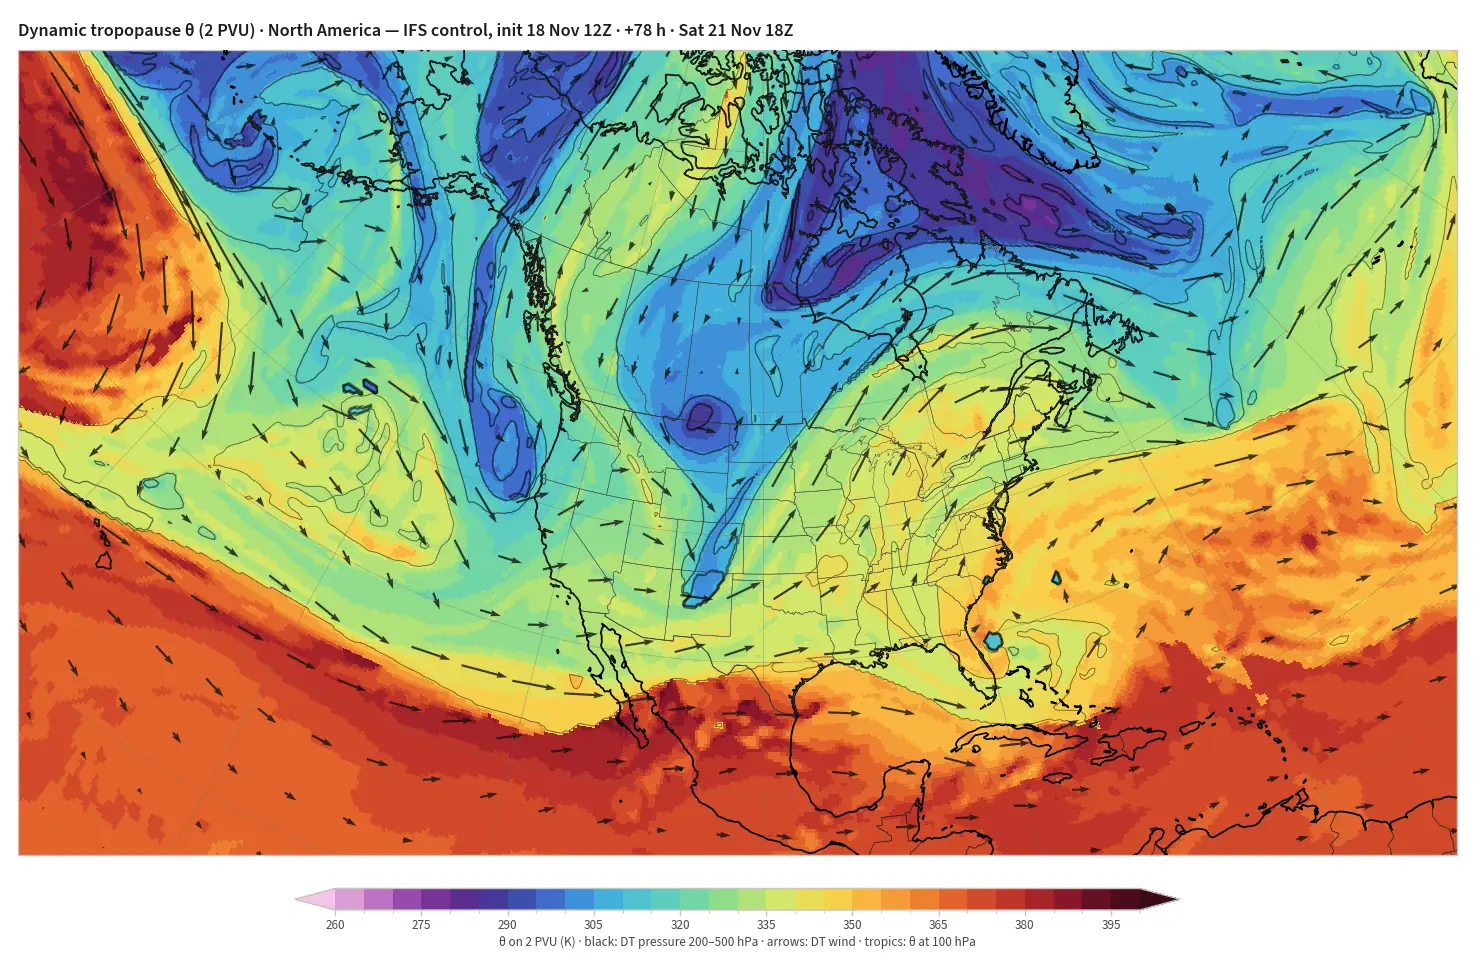 Dynamic tropopause θ (2 PVU) · North America — IFS control, init 18 Nov 12Z · +78 h · Sat 21 Nov 18Z
260 275 290 305 320 335 350 365 380 395
θ on 2 PVU (K) · black: DT pressure 200–500 hPa · arrows: DT wind · tropics: θ at 100 hPa